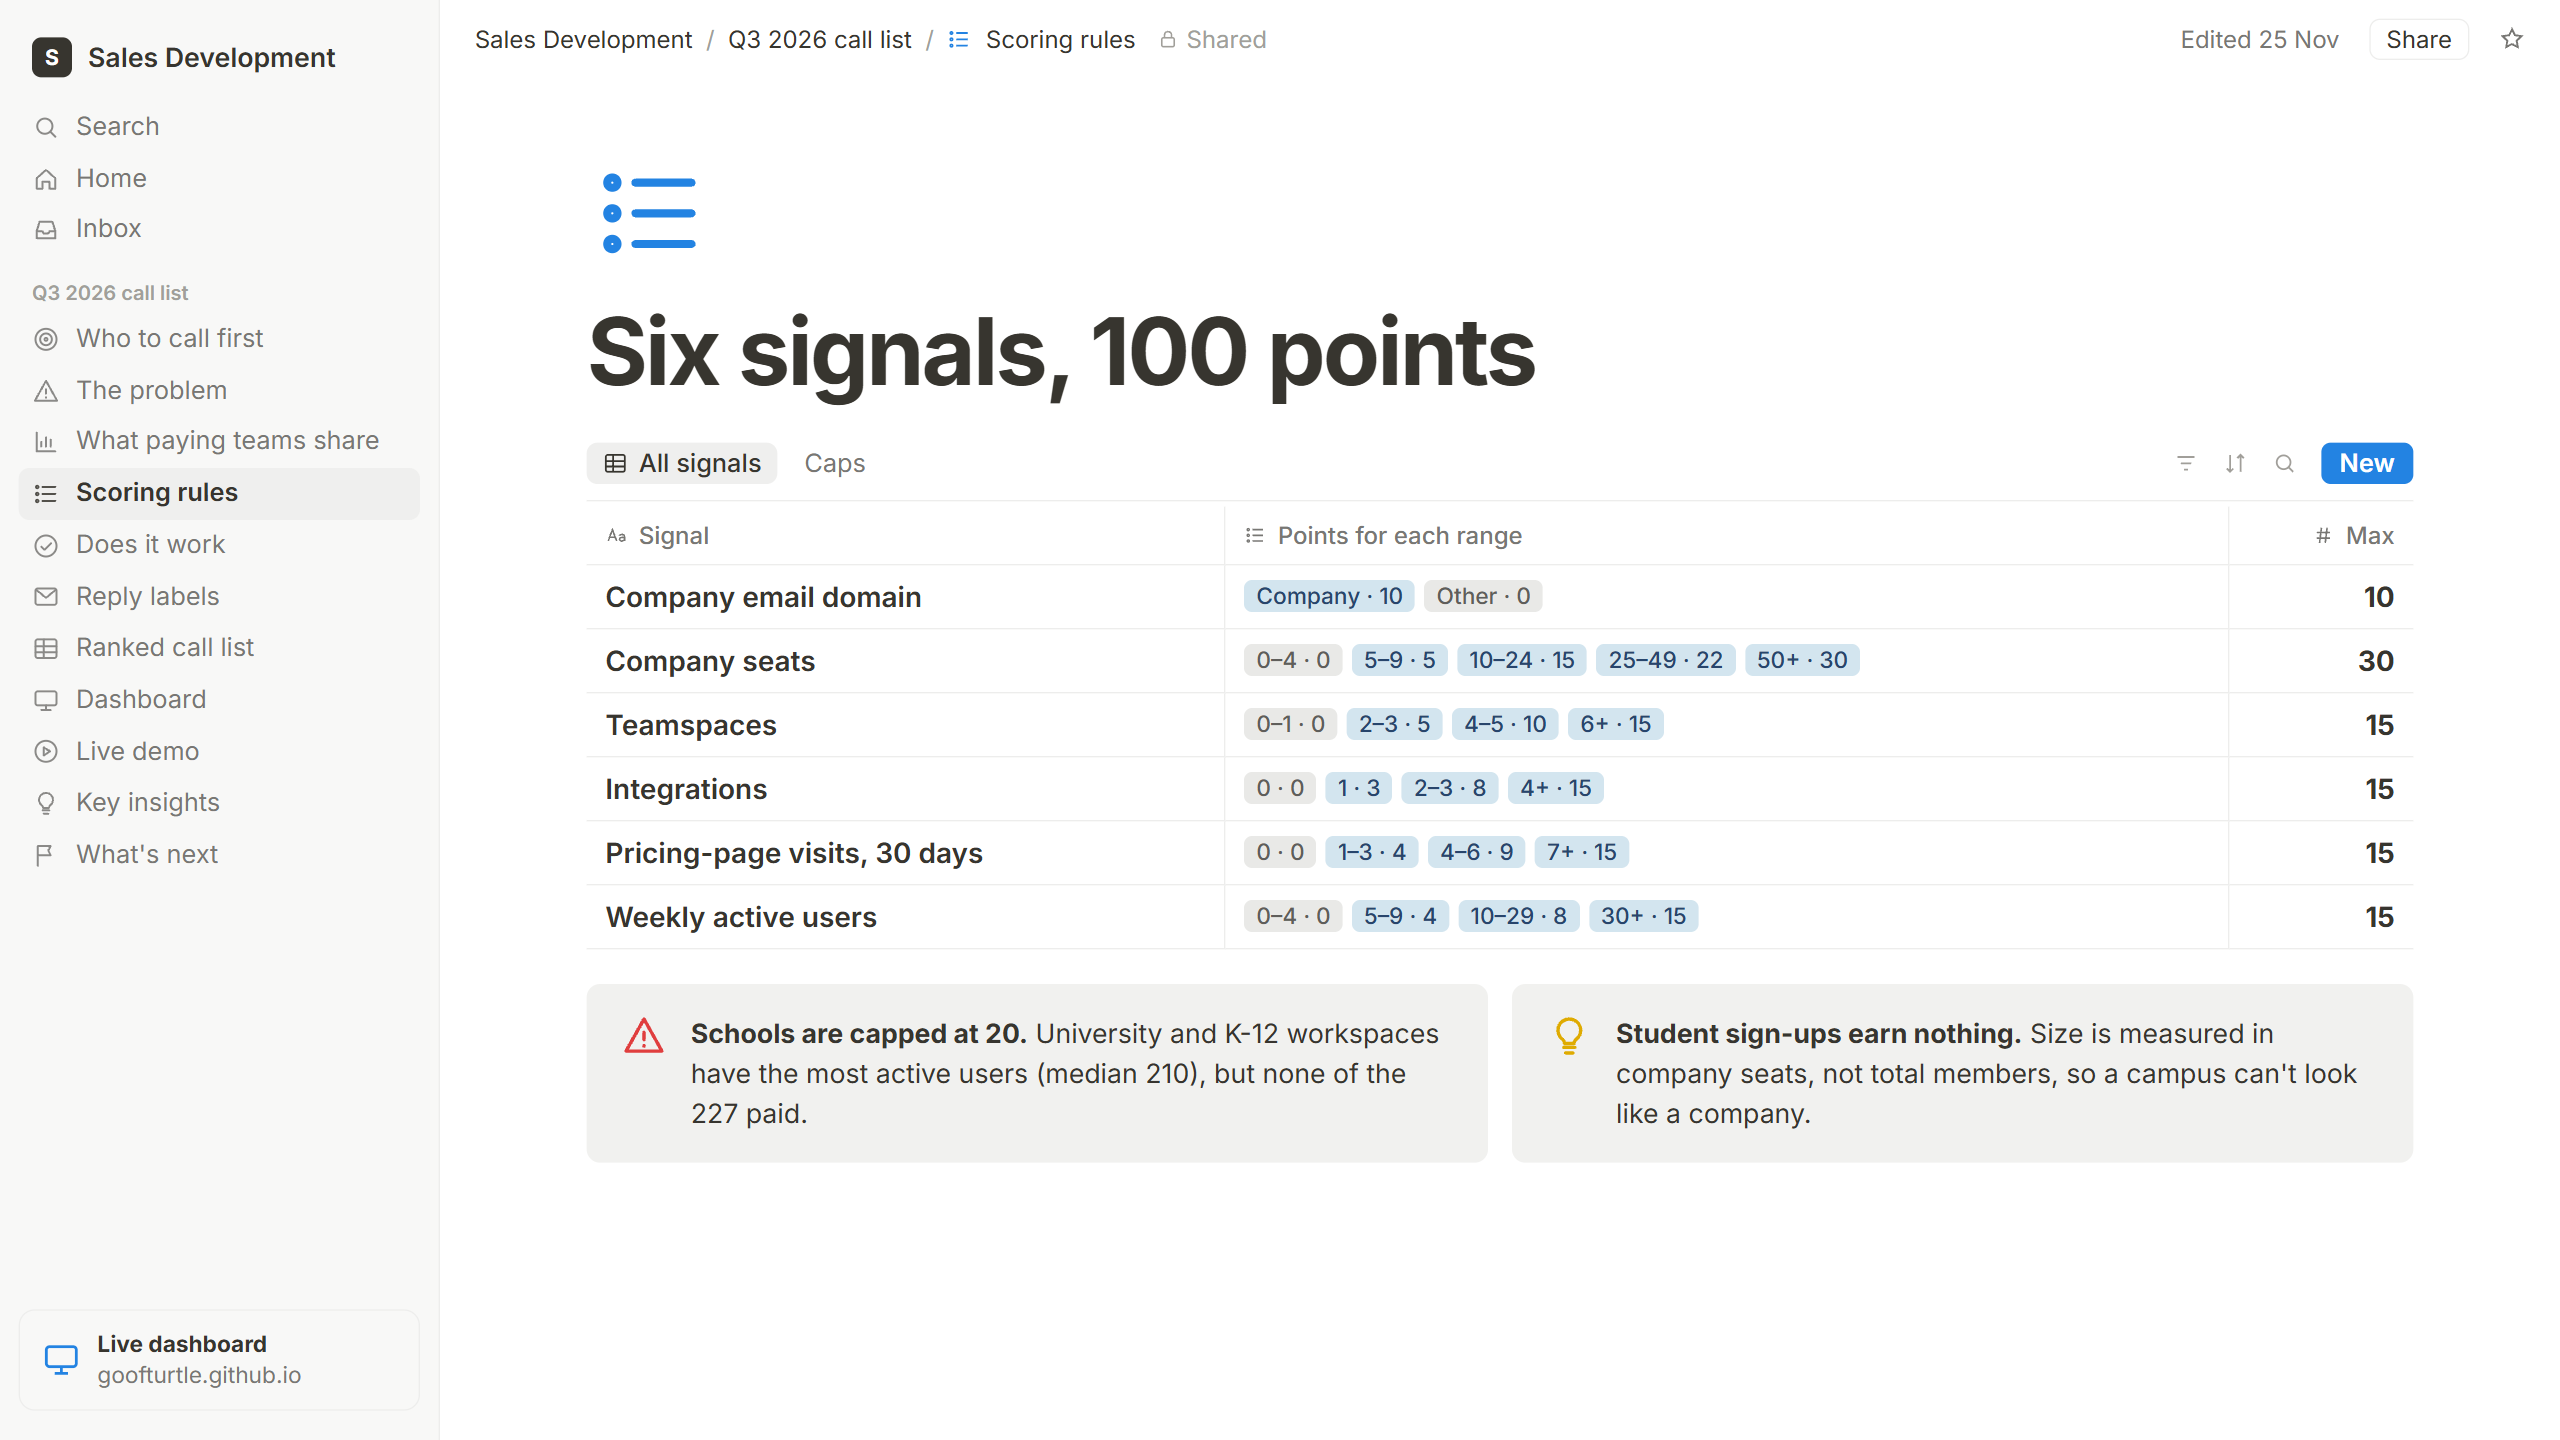 S Sales Development
Search
Home
Inbox
Q3 2026 call list
Who to call first
The problem
What paying teams share
Scoring rules
Does it work
Reply labels
Ranked call list
Dashboard
Live demo
Key insights
What's next
Live dashboard
goofturtle.github.io
Sales Development / Q3 2026 call list / Scoring rules Shared
Edited 25 Nov Share
Six signals, 100 points
All signals Caps
New
Aa Signal Points for each range # Max
Company email domain Company · 10 Other · 0 10
Company seats 0–4 · 0 5–9 · 5 10–24 · 15 25–49 · 22 50+ · 30 30
Teamspaces 0–1 · 0 2–3 · 5 4–5 · 10 6+ · 15 15
Integrations 0 · 0 1 · 3 2–3 · 8 4+ · 15 15
Pricing-page visits, 30 days 0 · 0 1–3 · 4 4–6 · 9 7+ · 15 15
Weekly active users 0–4 · 0 5–9 · 4 10–29 · 8 30+ · 15 15
Schools are capped at 20. University and K-12 workspaces
have the most active users (median 210), but none of the
227 paid.
Student sign-ups earn nothing. Size is measured in
company seats, not total members, so a campus can't look
like a company.